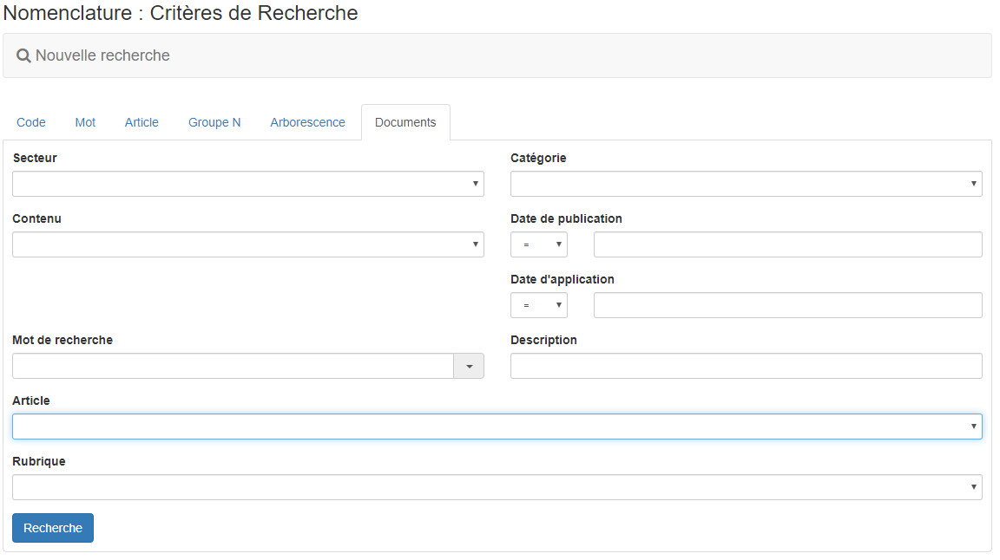 Nomenclature : Critères de Recherche
Nouvelle recherche
Code Mot Article Groupe N Arborescence Documents
Secteur Catégorie
Contenu Date de publication
=
Date d'application
=
Mot de recherche Description
Article
Rubrique
Recherche